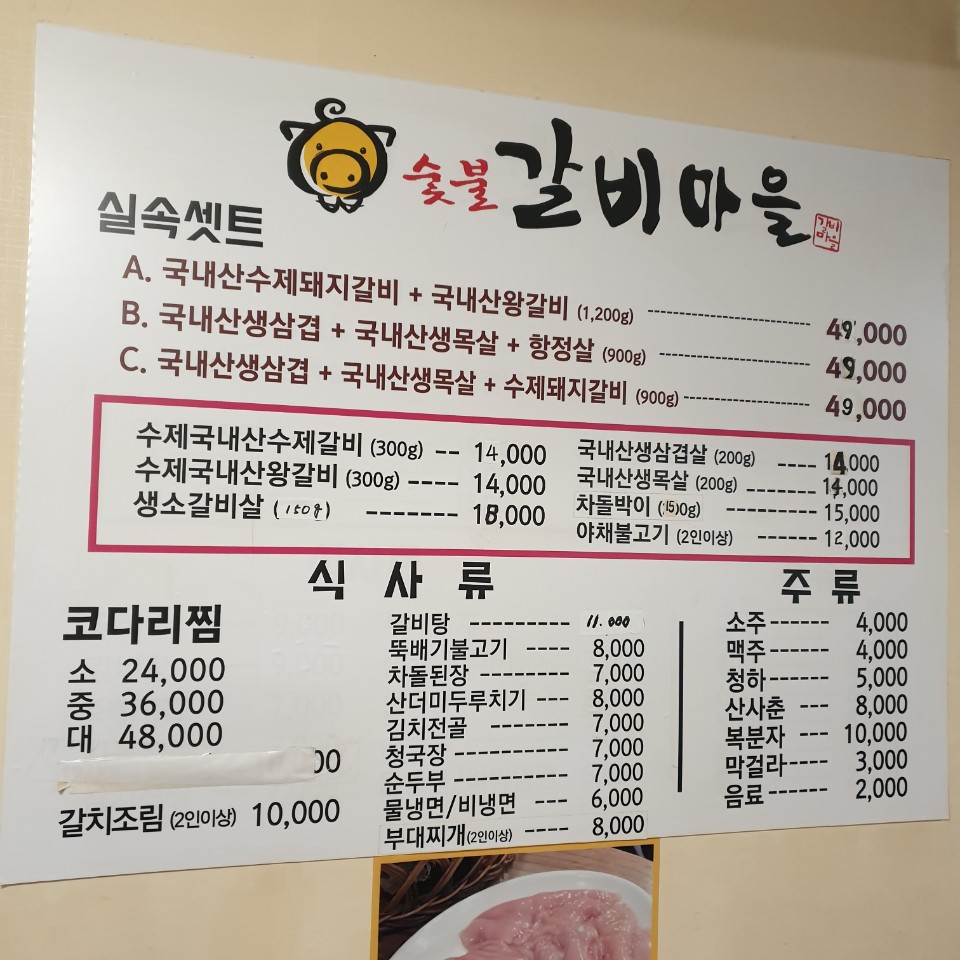 숯불 갈비마을
갈비
마을
실속셋트
A. 국내산수제돼지갈비 + 국내산왕갈비 (1,200g) ---------------- 49,000
B. 국내산생삼겹 + 국내산생목살 + 항정살 (900g) ---------------- 49,000
C. 국내산생삼겹 + 국내산생목살 + 수제돼지갈비 (900g) ---------------- 49,000
수제국내산수제갈비 (300g) -- 14,000
수제국내산왕갈비 (300g) ---- 14,000
생소갈비살 (150g) -------- 18,000
국내산생삼겹살 (200g) ---- 14,000
국내산생목살 (200g) ------- 14,000
차돌박이 (150g) ------- 15,000
야채불고기 (2인이상) ------ 12,000
식 사 류
코다리찜
소 24,000
중 36,000
대 48,000
00
갈치조림 (2인이상) 10,000
갈비탕 --------- 11.000
뚝배기불고기 ---- 8,000
차돌된장 ------- 7,000
산더미두루치기 --- 8,000
김치전골 ------- 7,000
청국장 ---------- 7,000
순두부 ---------- 7,000
물냉면/비냉면 --- 6,000
부대찌개(2인이상) ---- 8,000
주 류
소주------ 4,000
맥주------ 4,000
청하------ 5,000
산사춘 --- 8,000
복분자 --- 10,000
막걸라----- 3,000
음료------ 2,000